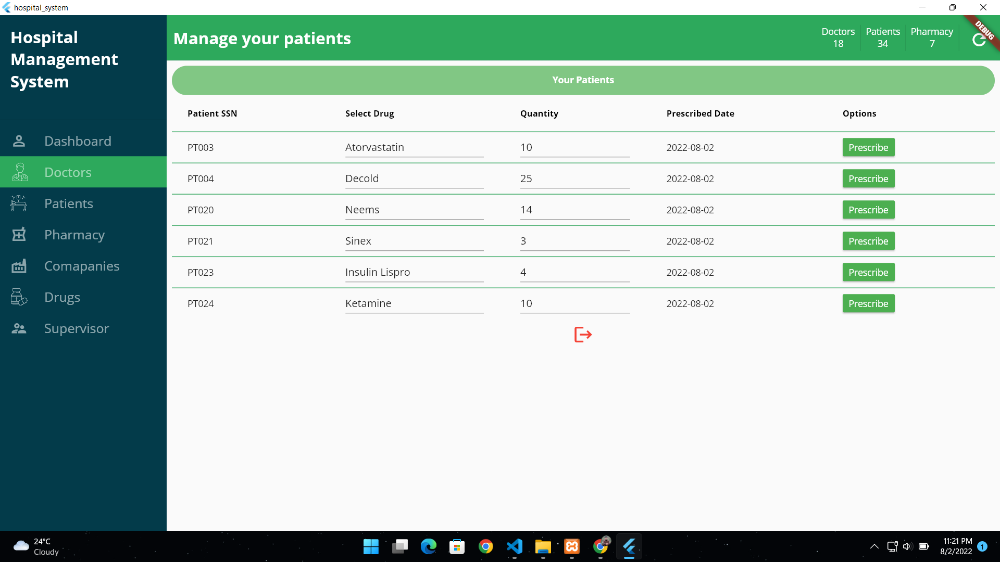 hospital_system
Hospital
Management
System
Manage your patients
Doctors Patients Pharmacy
18 34 7
DEBUG
Your Patients
Patient SSN Select Drug Quantity Prescribed Date Options
Dashboard
PT003 Atorvastatin 10 2022-08-02 Prescribe
Doctors
PT004 Decold 25 2022-08-02 Prescribe
Patients
PT020 Neems 14 2022-08-02 Prescribe
Pharmacy
PT021 Sinex 3 2022-08-02 Prescribe
Comapanies
PT023 Insulin Lispro 4 2022-08-02 Prescribe
Drugs
PT024 Ketamine 10 2022-08-02 Prescribe
Supervisor
24°C
Cloudy
11:21 PM
8/2/2022
1